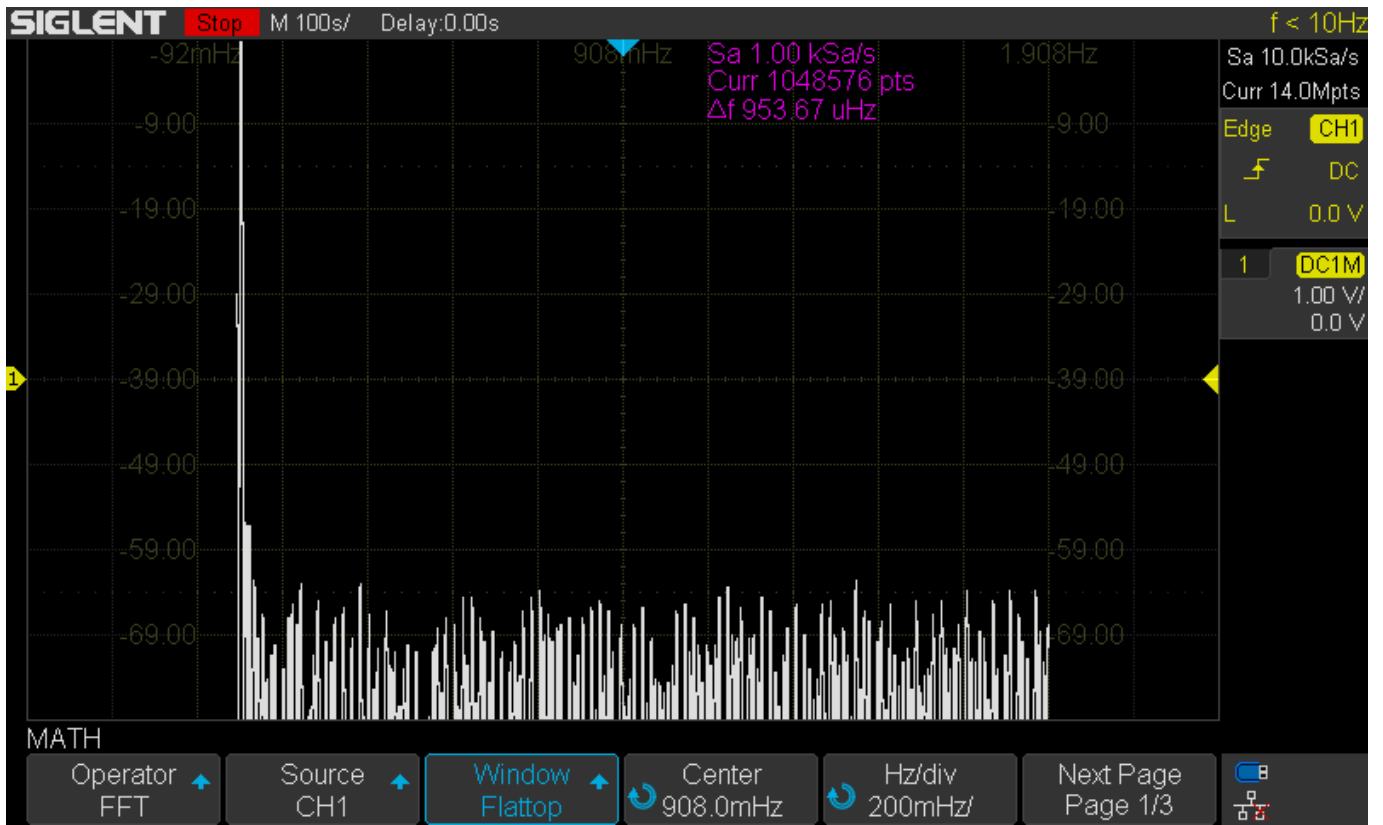 SIGLENT Stop M 100s/ Delay:0.00s f < 10Hz
-92mHz 908mHz 1.908Hz
Sa 1.00 kSa/s
Curr 1048576 pts
Δf 953.67 uHz
Sa 10.0kSa/s
Curr 14.0Mpts
Edge CH1
DC
L 0.0 V
1 DC1M
1.00 V/
0.0 V
-9.00 -9.00
-19.00 -19.00
-29.00 -29.00
1 -39.00 -39.00
-49.00 -49.00
-59.00 -59.00
-69.00 -69.00
MATH
Operator Source Window Center Hz/div Next Page
FFT CH1 Flattop 908.0mHz 200mHz/ Page 1/3